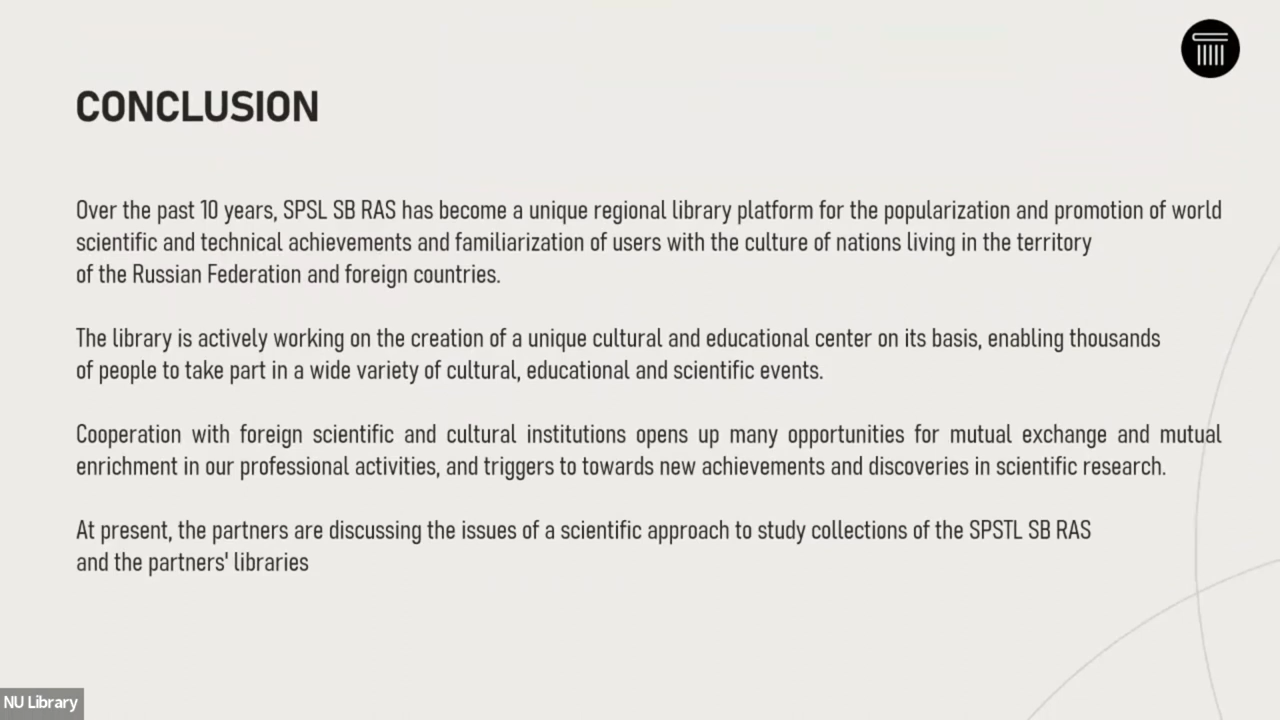 CONCLUSION
Over the past 10 years, SPSL SB RAS has become a unique regional library platform for the popularization and promotion of world
scientific and technical achievements and familiarization of users with the culture of nations living in the territory
of the Russian Federation and foreign countries.
The library is actively working on the creation of a unique cultural and educational center on its basis, enabling thousands
of people to take part in a wide variety of cultural, educational and scientific events.
Cooperation with foreign scientific and cultural institutions opens up many opportunities for mutual exchange and mutual
enrichment in our professional activities, and triggers to towards new achievements and discoveries in scientific research.
At present, the partners are discussing the issues of a scientific approach to study collections of the SPSTL SB RAS
and the partners' libraries
NU Library